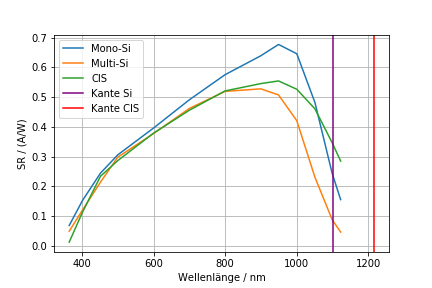 0.7
0.6
0.5
0.4
0.3
0.2
0.1
0.0
SR / (A/W)
Mono-Si
Multi-Si
CIS
Kante Si
Kante CIS
400 600 800 1000 1200
Wellenlänge / nm